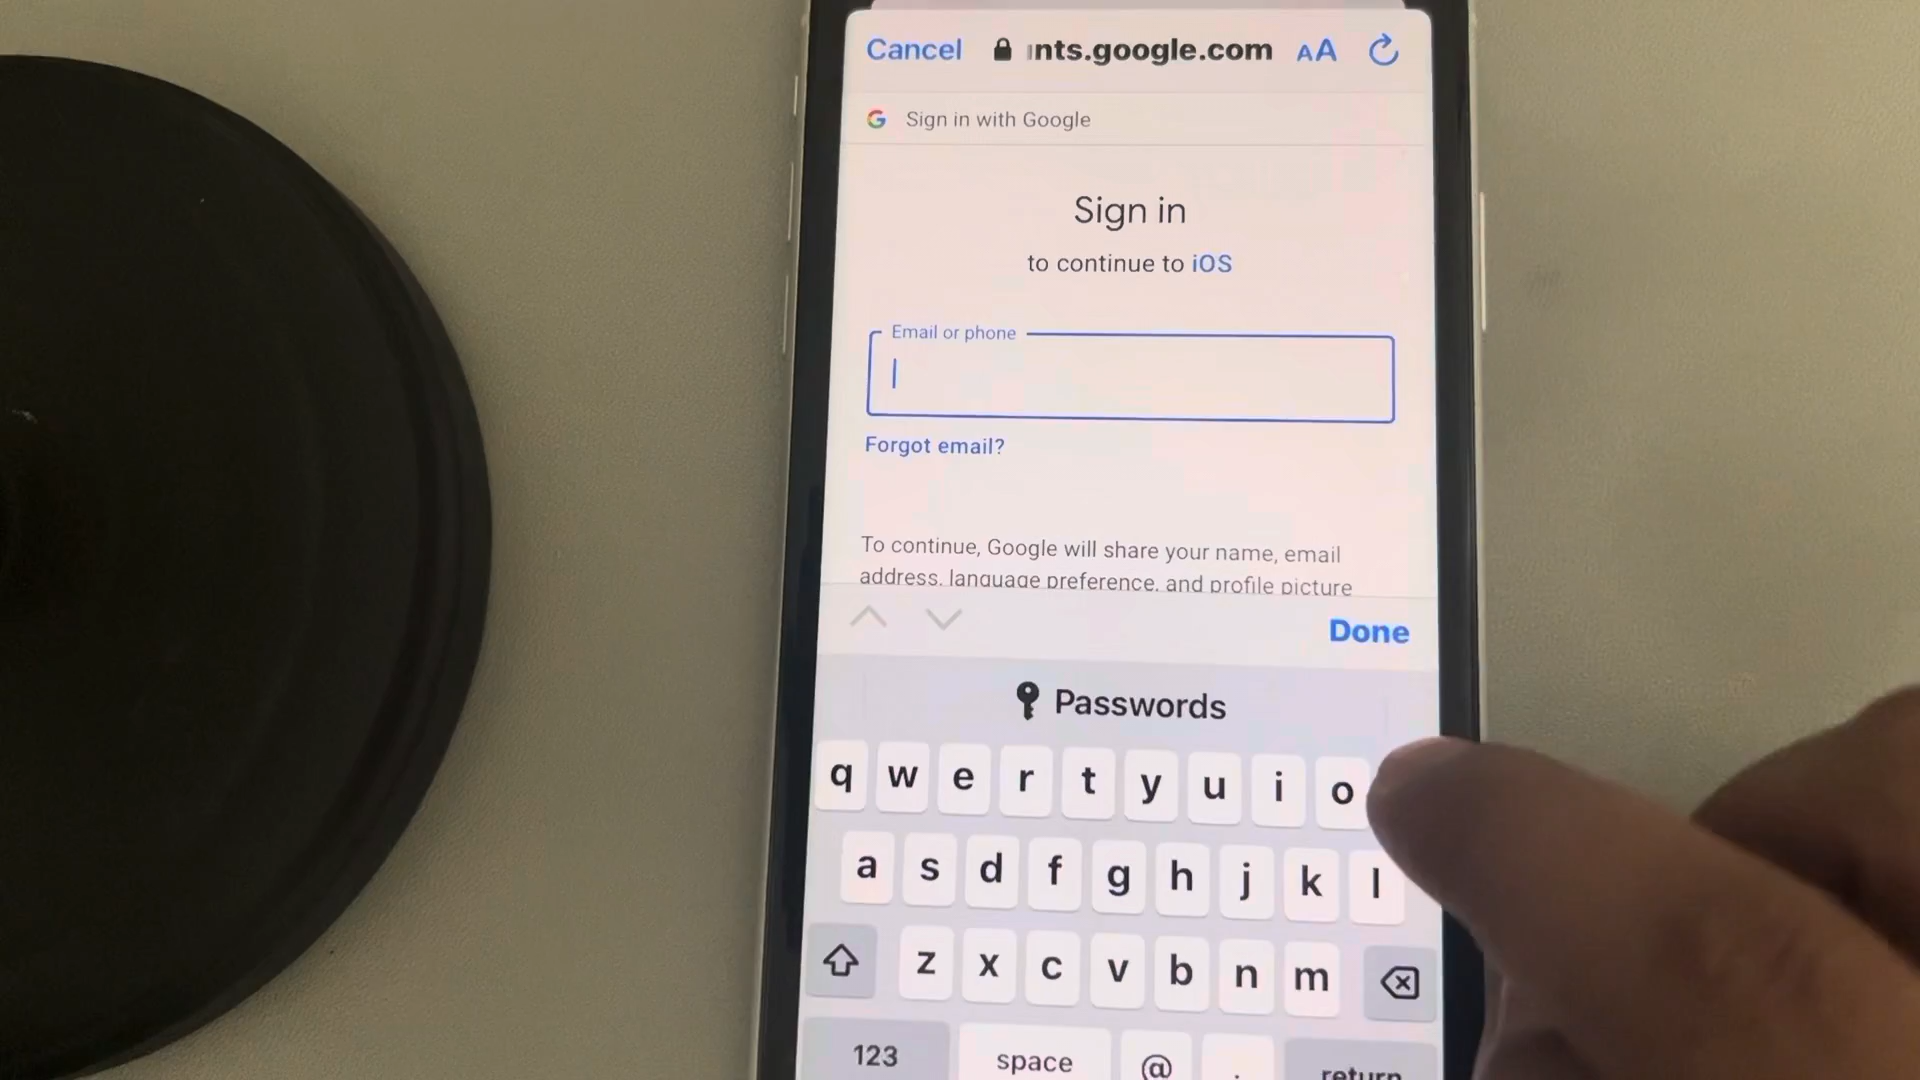 Cancel nts.google.com AA
G Sign in with Google
Sign in
to continue to iOS
Email or phone
Forgot email?
To continue, Google will share your name, email
address, language preference, and profile picture
Done
Passwords
q w e r t y u i o
a s d f g h j k l
z x c v b n m
123 space @ . return